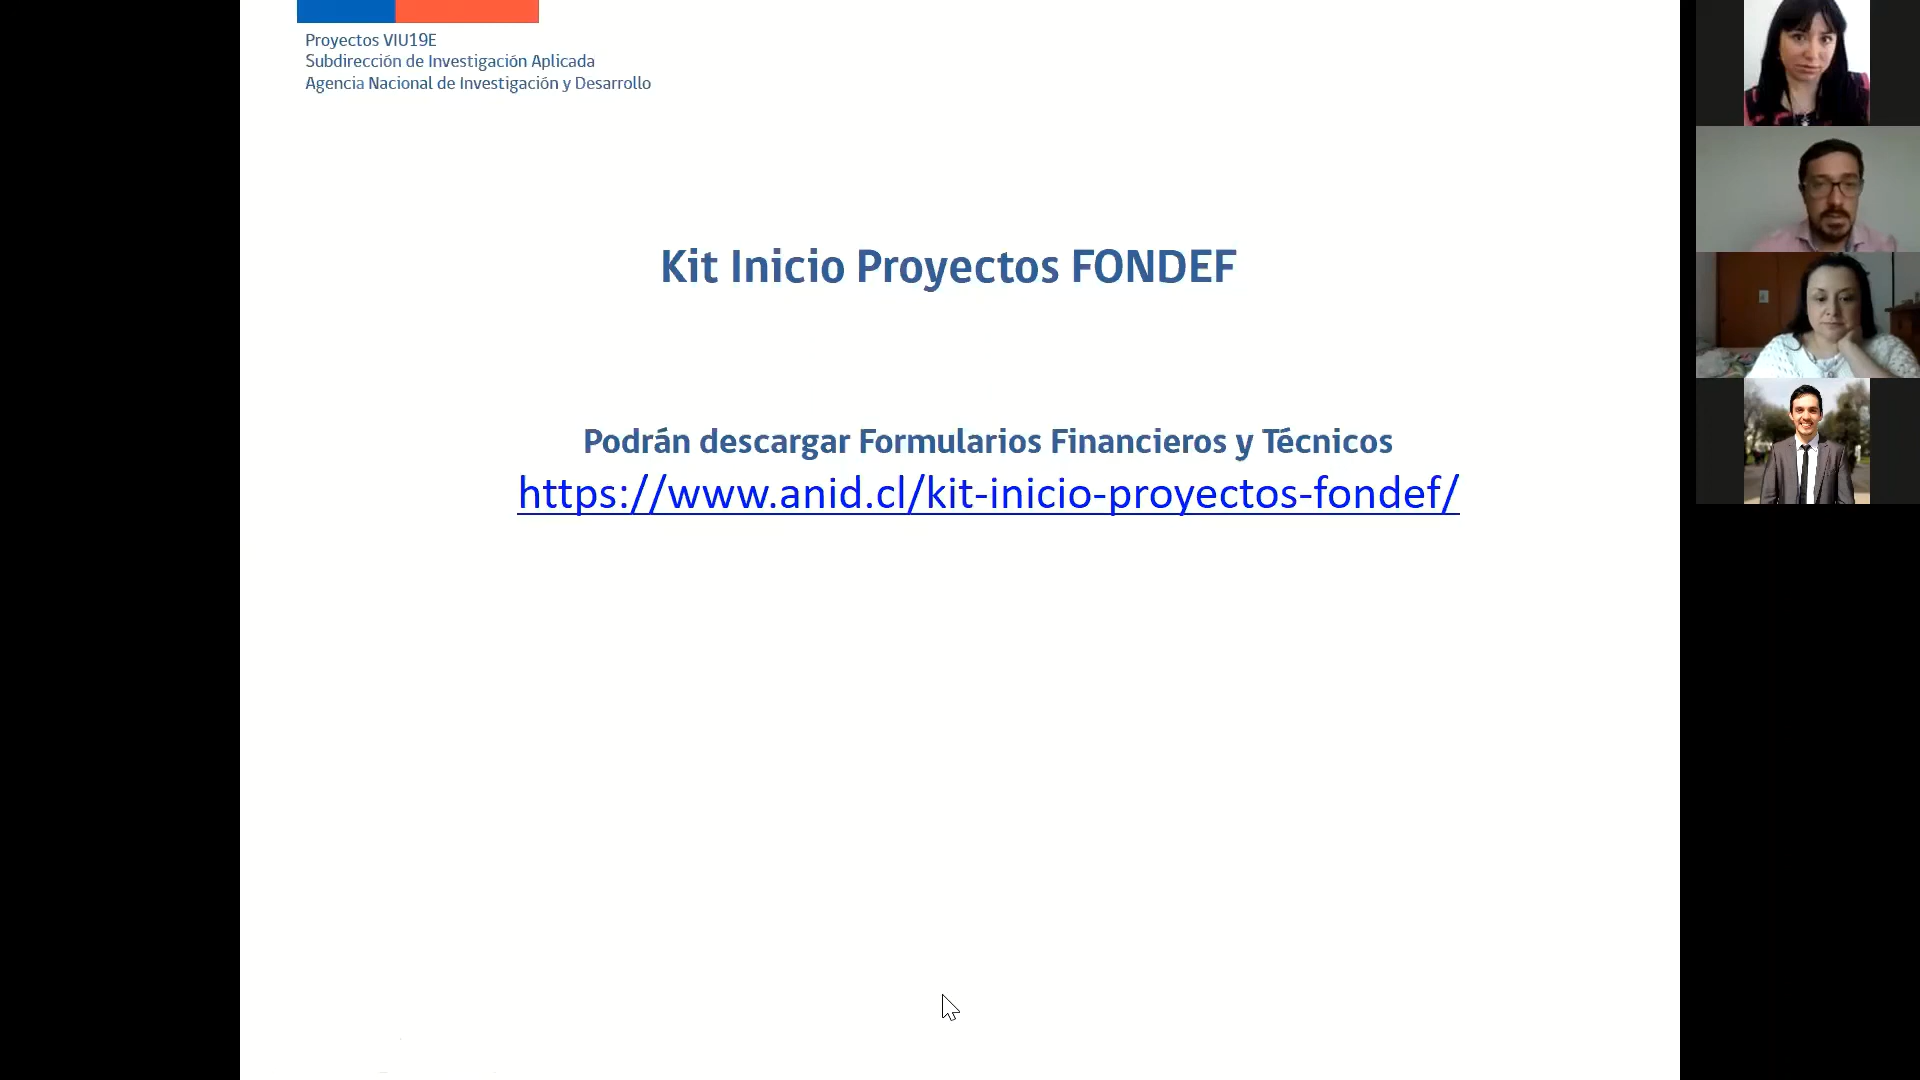 Proyectos VIU19E
Subdirección de Investigación Aplicada
Agencia Nacional de Investigación y Desarrollo
Kit Inicio Proyectos FONDEF
Podrán descargar Formularios Financieros y Técnicos
https://www.anid.cl/kit-inicio-proyectos-fondef/